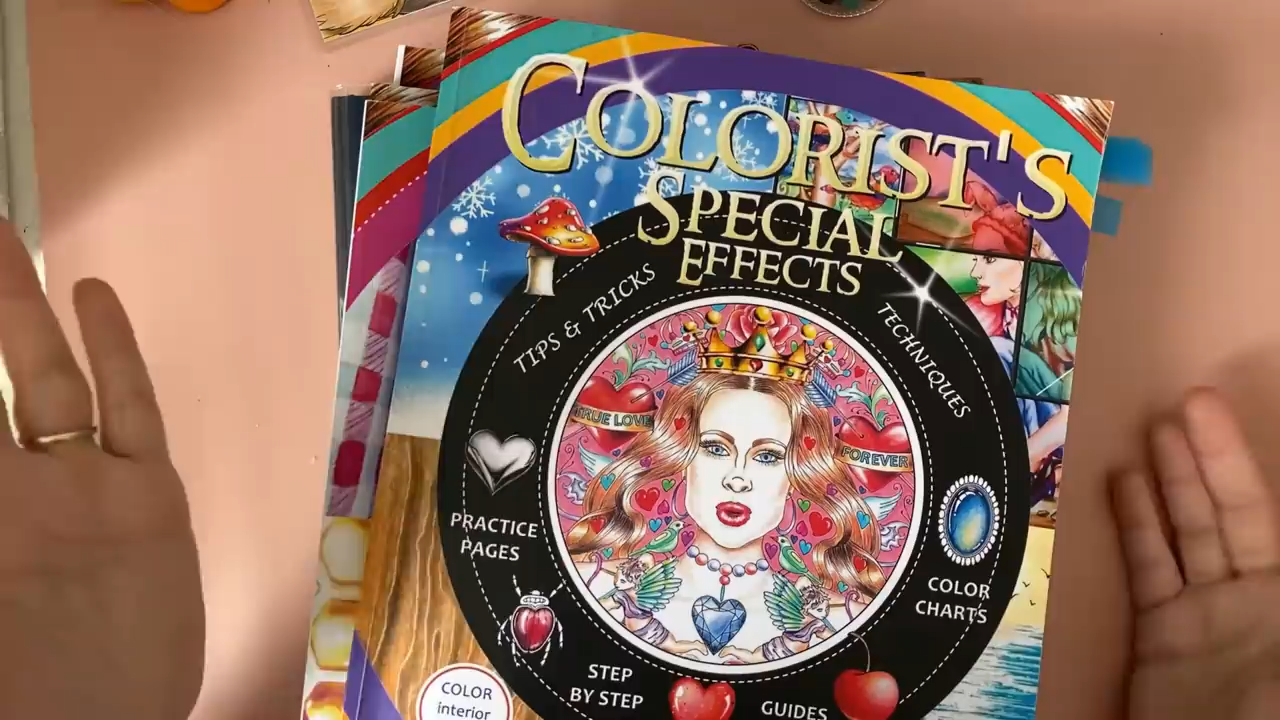 COLORIST'S
SPECIAL
EFFECTS
TIPS & TRICKS
TECHNIQUES
TRUE LOVE
FOREVER
PRACTICE
PAGES
COLOR
CHARTS
STEP
BY STEP
GUIDES
COLOR
interior